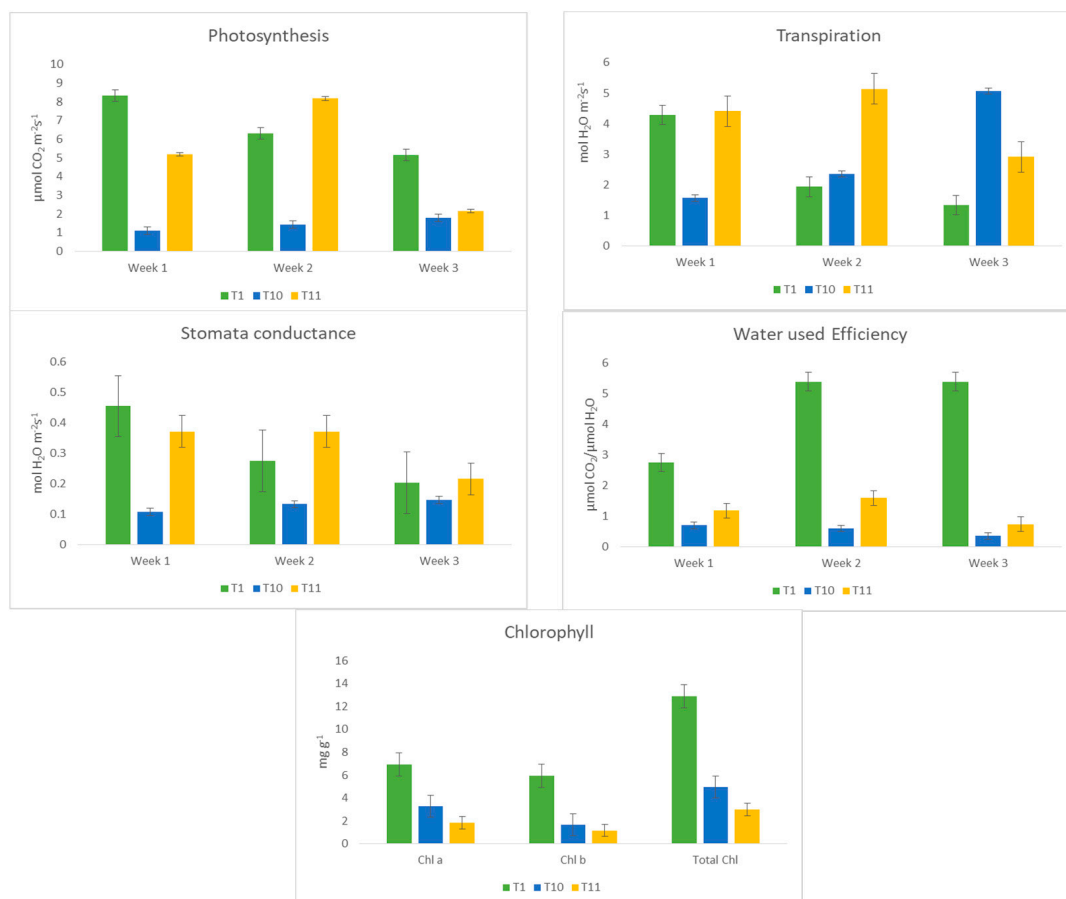 Photosynthesis
µmol CO₂ m⁻²s⁻¹
10
9
8
7
6
5
4
3
2
1
0
Week 1 Week 2 Week 3
T1 T10 T11
Transpiration
mol H₂O m⁻²s⁻¹
6
5
4
3
2
1
0
Week 1 Week 2 Week 3
T1 T10 T11
Stomata conductance
mol H₂O m⁻²s⁻¹
0.6
0.5
0.4
0.3
0.2
0.1
0
Week 1 Week 2 Week 3
T1 T10 T11
Water used Efficiency
µmol CO₂/µmol H₂O
6
5
4
3
2
1
0
Week 1 Week 2 Week 3
T1 T10 T11
Chlorophyll
mg g⁻¹
16
14
12
10
8
6
4
2
0
Chl a Chl b Total Chl
T1 T10 T11